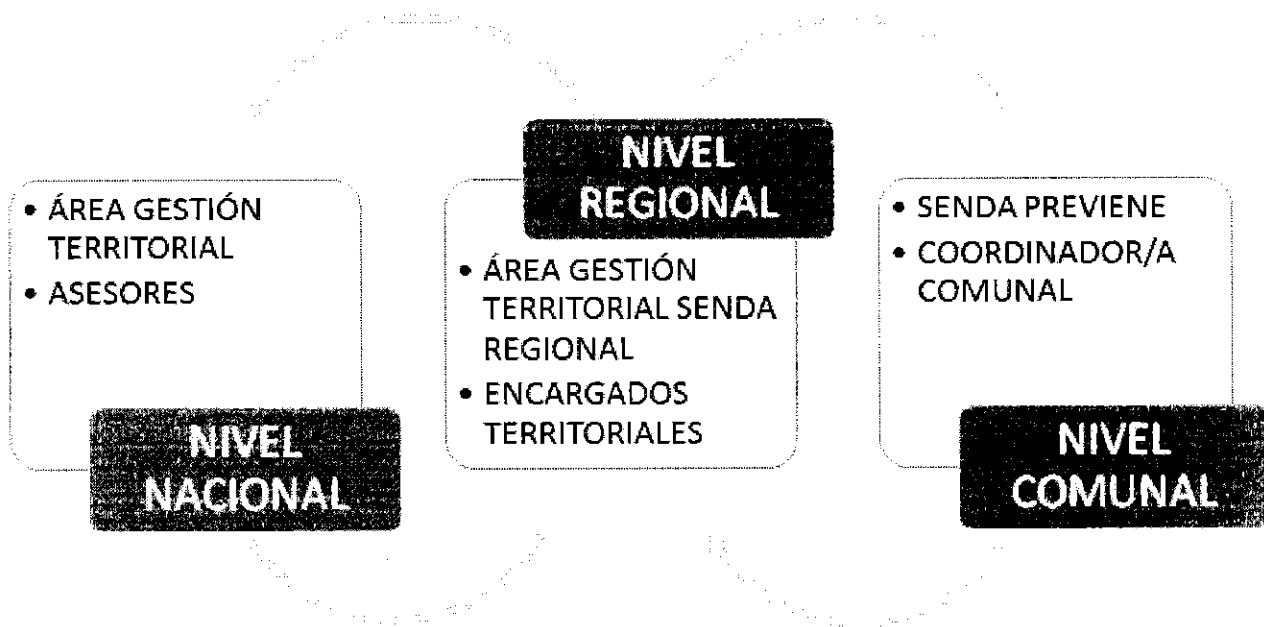 • ÁREA GESTIÓN
TERRITORIAL
• ASESORES
NIVEL
NACIONAL
NIVEL
REGIONAL
• ÁREA GESTIÓN
TERRITORIAL SENDA
REGIONAL
• ENCARGADOS
TERRITORIALES
• SENDA PREVIENE
• COORDINADOR/A
COMUNAL
NIVEL
COMUNAL